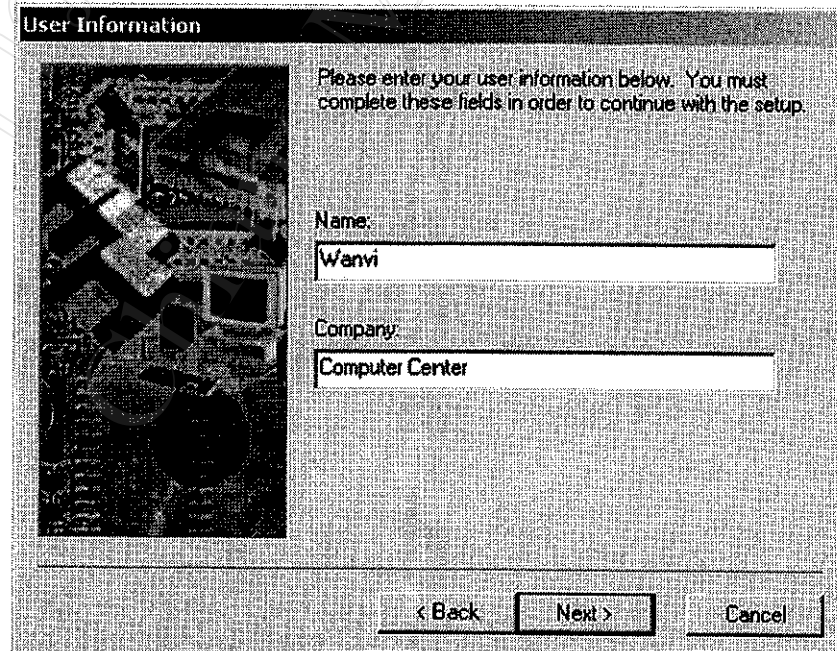 User Information
Please enter your user information below. You must
complete these fields in order to continue with the setup.
Name:
Wanvi
Company:
Computer Center
< Back
Next >
Cancel